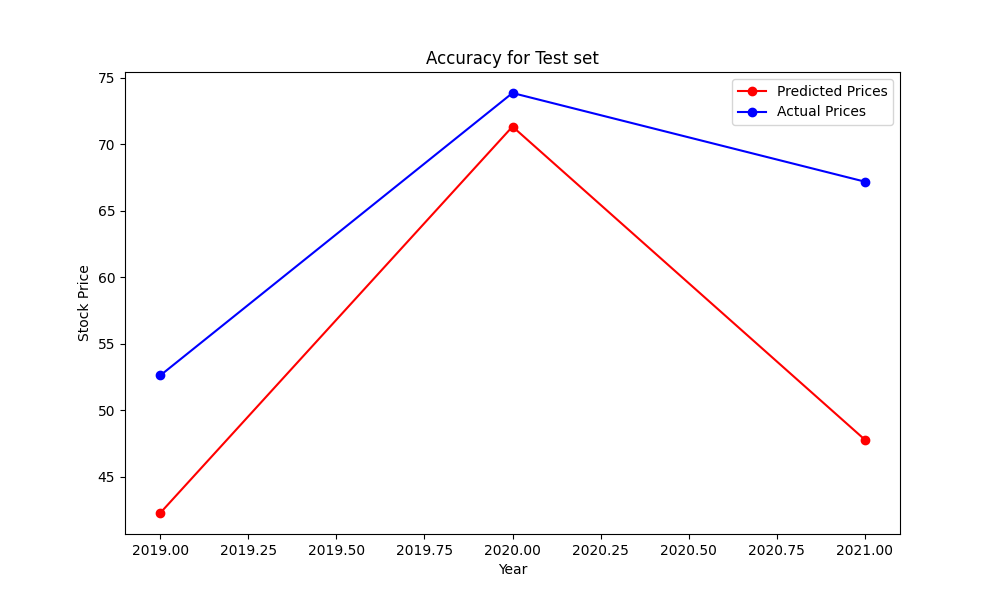 Accuracy for Test set
Predicted Prices
Actual Prices
75
70
65
60
55
50
45
Stock Price
2019.00 2019.25 2019.50 2019.75 2020.00 2020.25 2020.50 2020.75 2021.00
Year